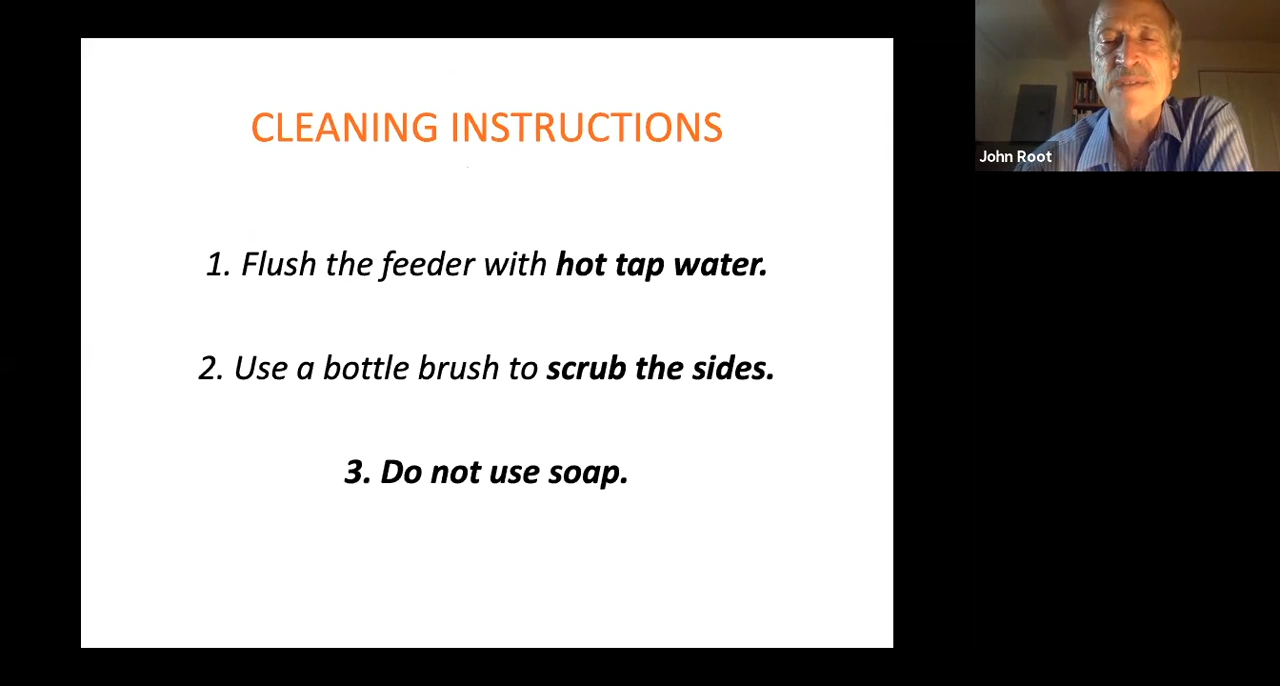 CLEANING INSTRUCTIONS
1. Flush the feeder with hot tap water.
2. Use a bottle brush to scrub the sides.
3. Do not use soap.
John Root